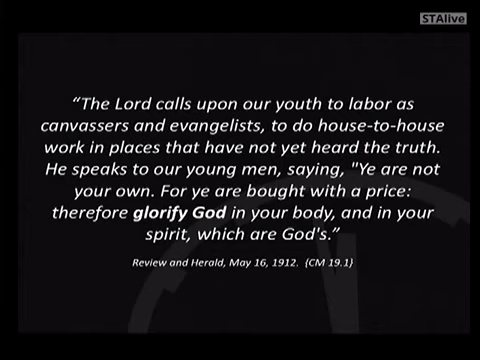 STAlive
“The Lord calls upon our youth to labor as
canvassers and evangelists, to do house-to-house
work in places that have not yet heard the truth.
He speaks to our young men, saying, "Ye are not
your own. For ye are bought with a price:
therefore glorify God in your body, and in your
spirit, which are God's.”
Review and Herald, May 16, 1912.  {CM 19.1}